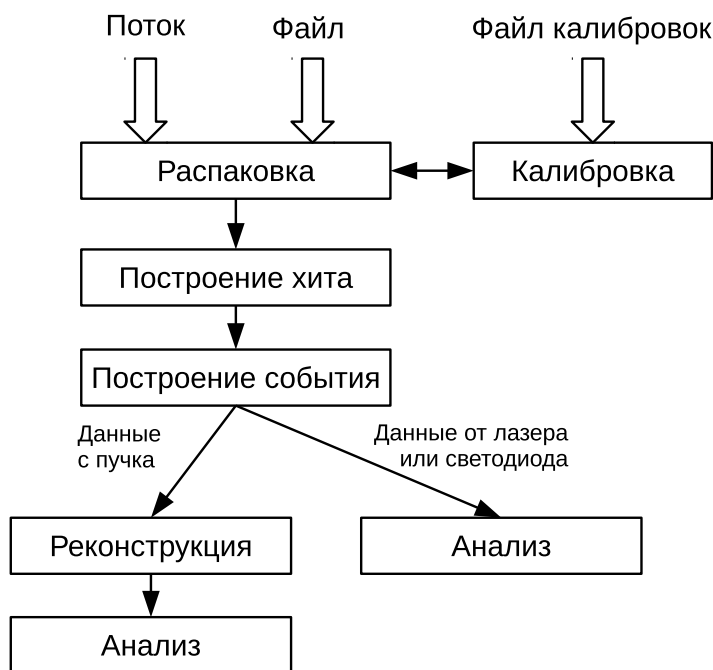 Поток
Файл
Файл калибровок
Распаковка
Калибровка
Построение хита
Построение события
Данные
с пучка
Данные от лазера
или светодиода
Реконструкция
Анализ
Анализ